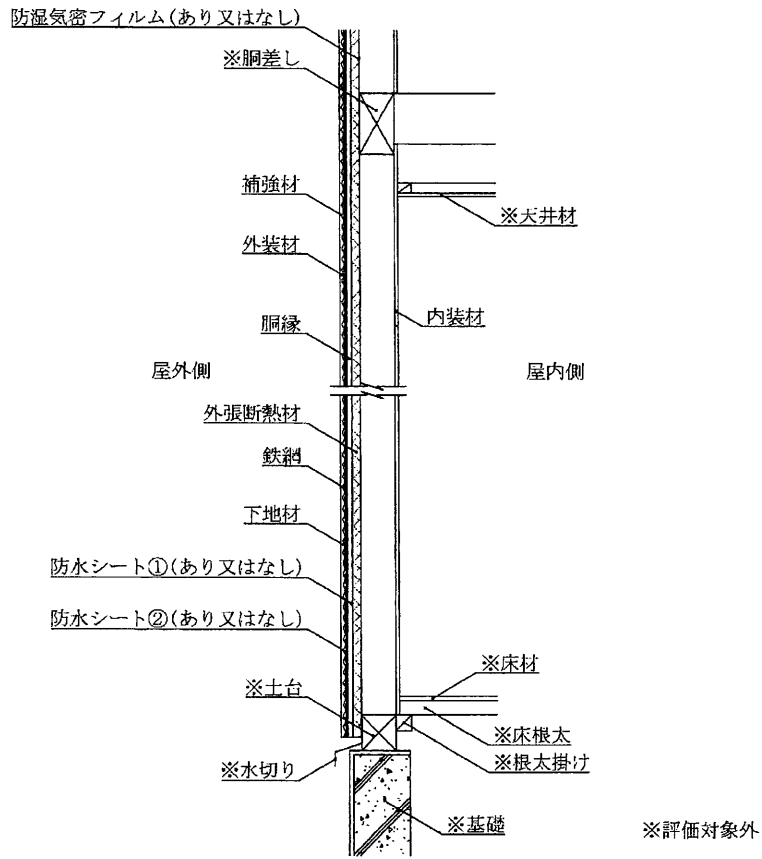 防湿気密フィルム(あり又はなし)
※胴差し
補強材
※天井材
外装材
胴縁
内装材
屋外側
屋内側
外張断熱材
鉄網
下地材
防水シート①(あり又はなし)
防水シート②(あり又はなし)
※床材
※土台
※床根太
※水切り
※根太掛け
※基礎
※評価対象外